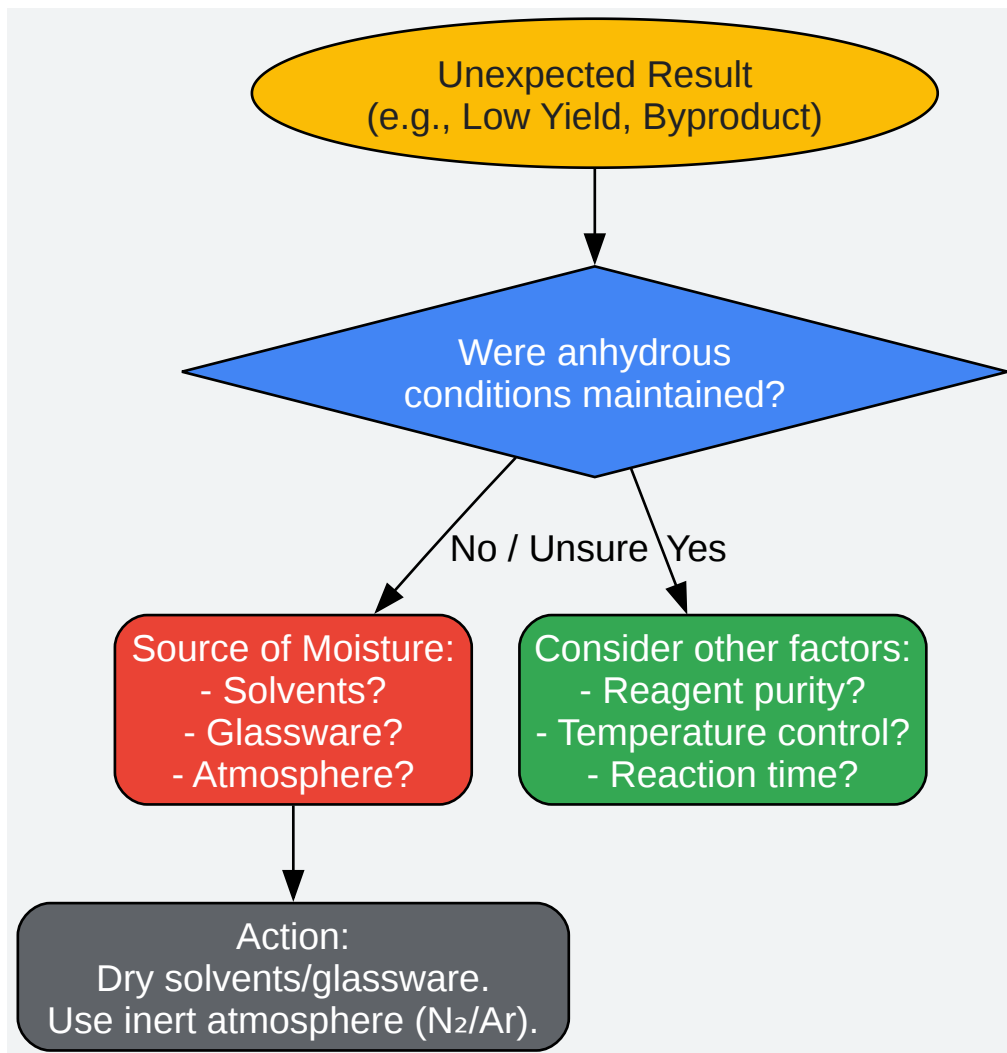 Unexpected Result
(e.g., Low Yield, Byproduct)
Were anhydrous
conditions maintained?
No / Unsure
Yes
Source of Moisture:
- Solvents?
- Glassware?
- Atmosphere?
Consider other factors:
- Reagent purity?
- Temperature control?
- Reaction time?
Action:
Dry solvents/glassware.
Use inert atmosphere (N₂/Ar).